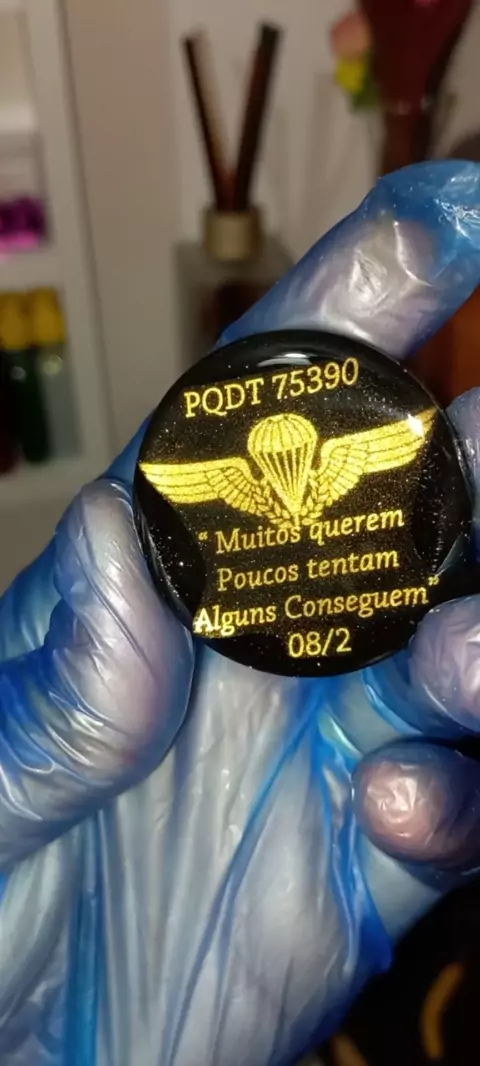 PQDT 75390
“ Muitos querem
Poucos tentam
Alguns Conseguem”
08/2